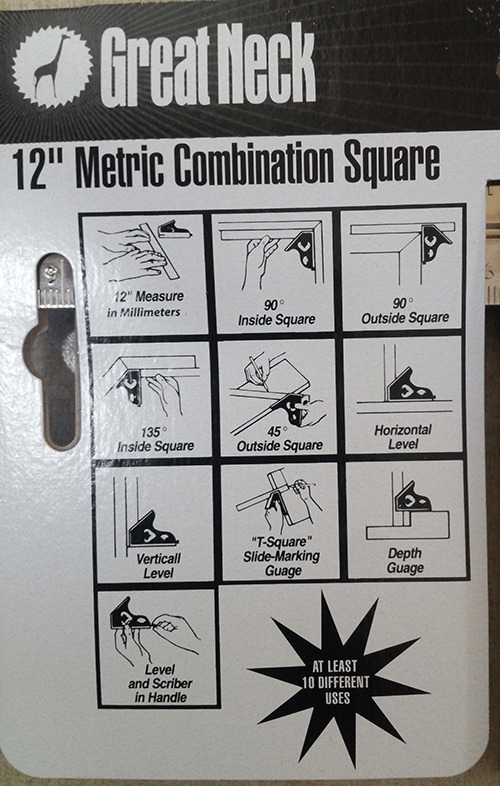 Great Neck
12" Metric Combination Square
12" Measure
in Millimeters
90°
Inside Square
90°
Outside Square
135°
Inside Square
45°
Outside Square
Horizontal
Level
Verticall
Level
"T-Square"
Slide-Marking
Guage
Depth
Guage
Level
and Scriber
in Handle
AT LEAST
10 DIFFERENT
USES